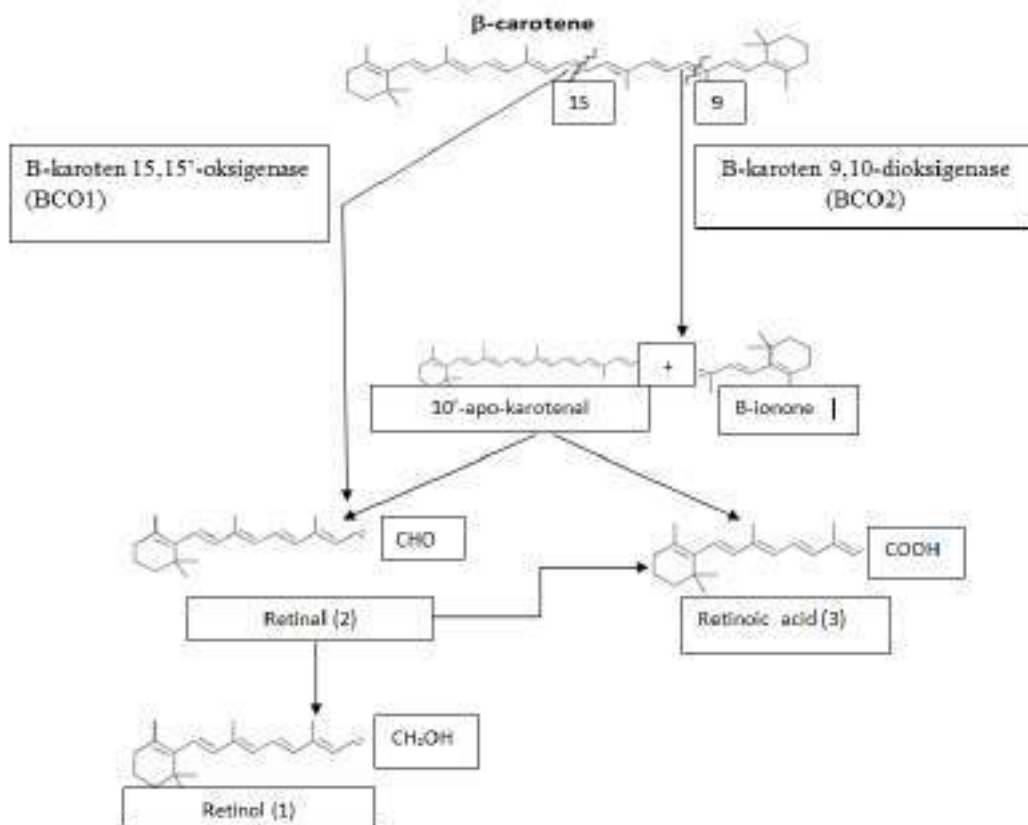 β-carotene
15
9
B-karoten 15,15'-oksigenase
(BCO1)
B-karoten 9,10-dioksigenase
(BCO2)
+
10'-apo-karotenal
B-ionone
CHO
COOH
Retinal (2)
Retinoic acid (3)
CH₂OH
Retinol (1)